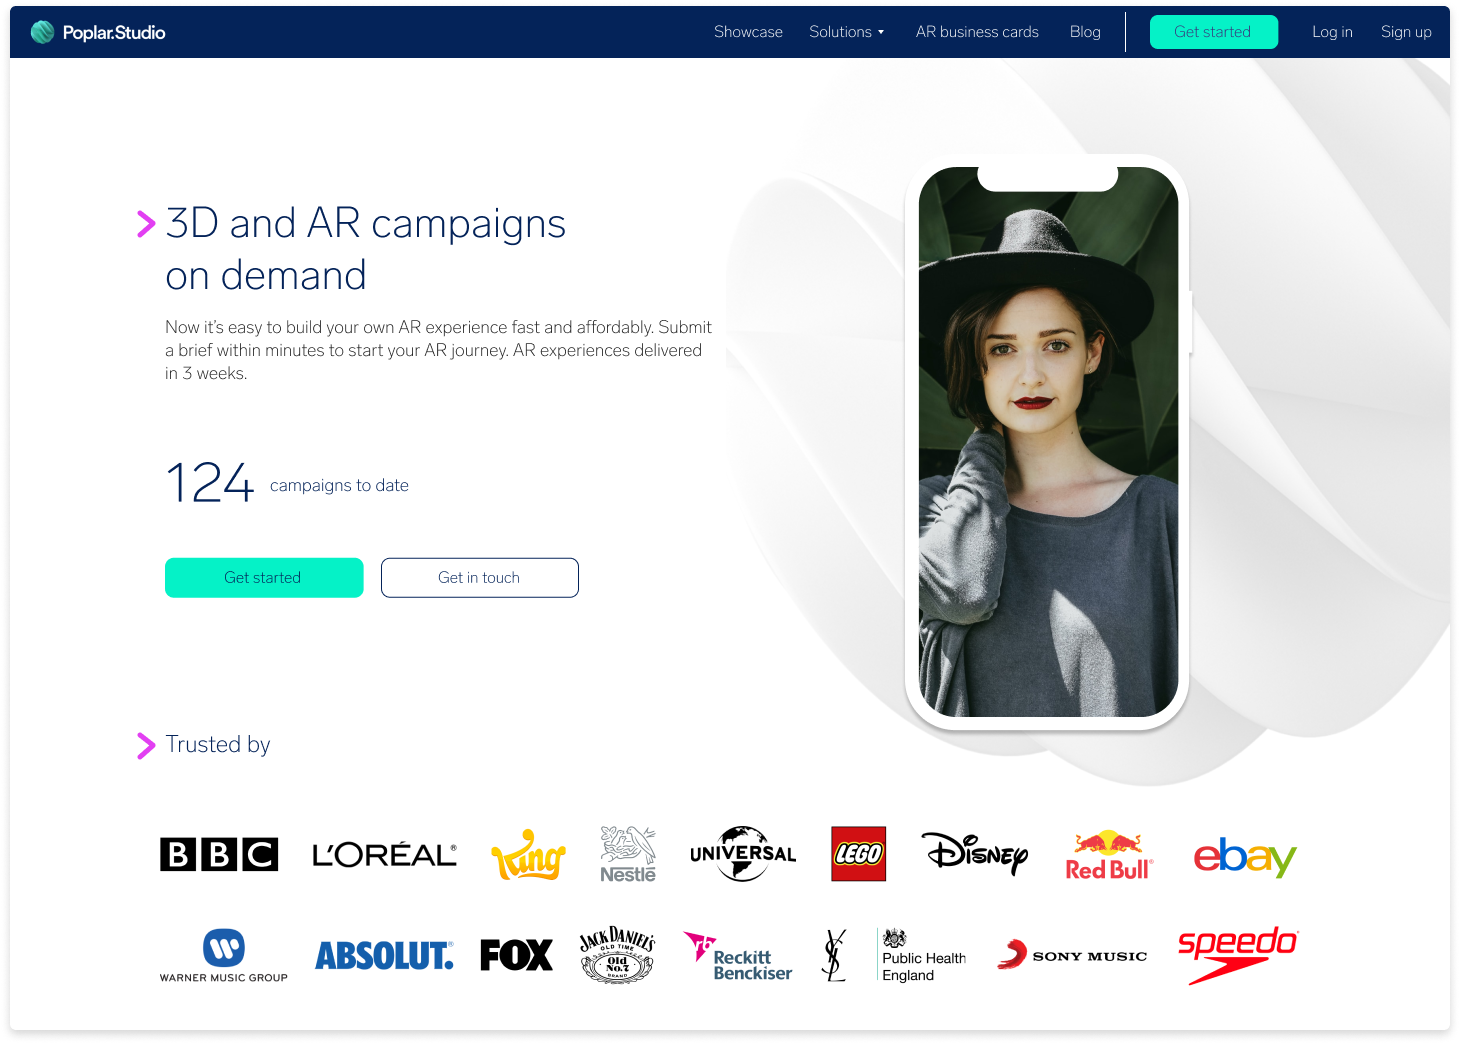 Poplar.Studio
Showcase
Solutions
AR business cards
Blog
Get started
Log in
Sign up
3D and AR campaigns
on demand
Now it's easy to build your own AR experience fast and affordably. Submit
a brief within minutes to start your AR journey. AR experiences delivered
in 3 weeks.
124 campaigns to date
Get started
Get in touch
Trusted by
BBC
L'ORÉAL®
King
Nestlé
UNIVERSAL
LEGO
Disney
Red Bull®
ebay
WARNER MUSIC GROUP
ABSOLUT.®
FOX
JACK DANIEL'S
OLD TIME
Old
No.7
BRAND
rb
Reckitt
Benckiser
YSL
Public Health
England
SONY MUSIC
speedo